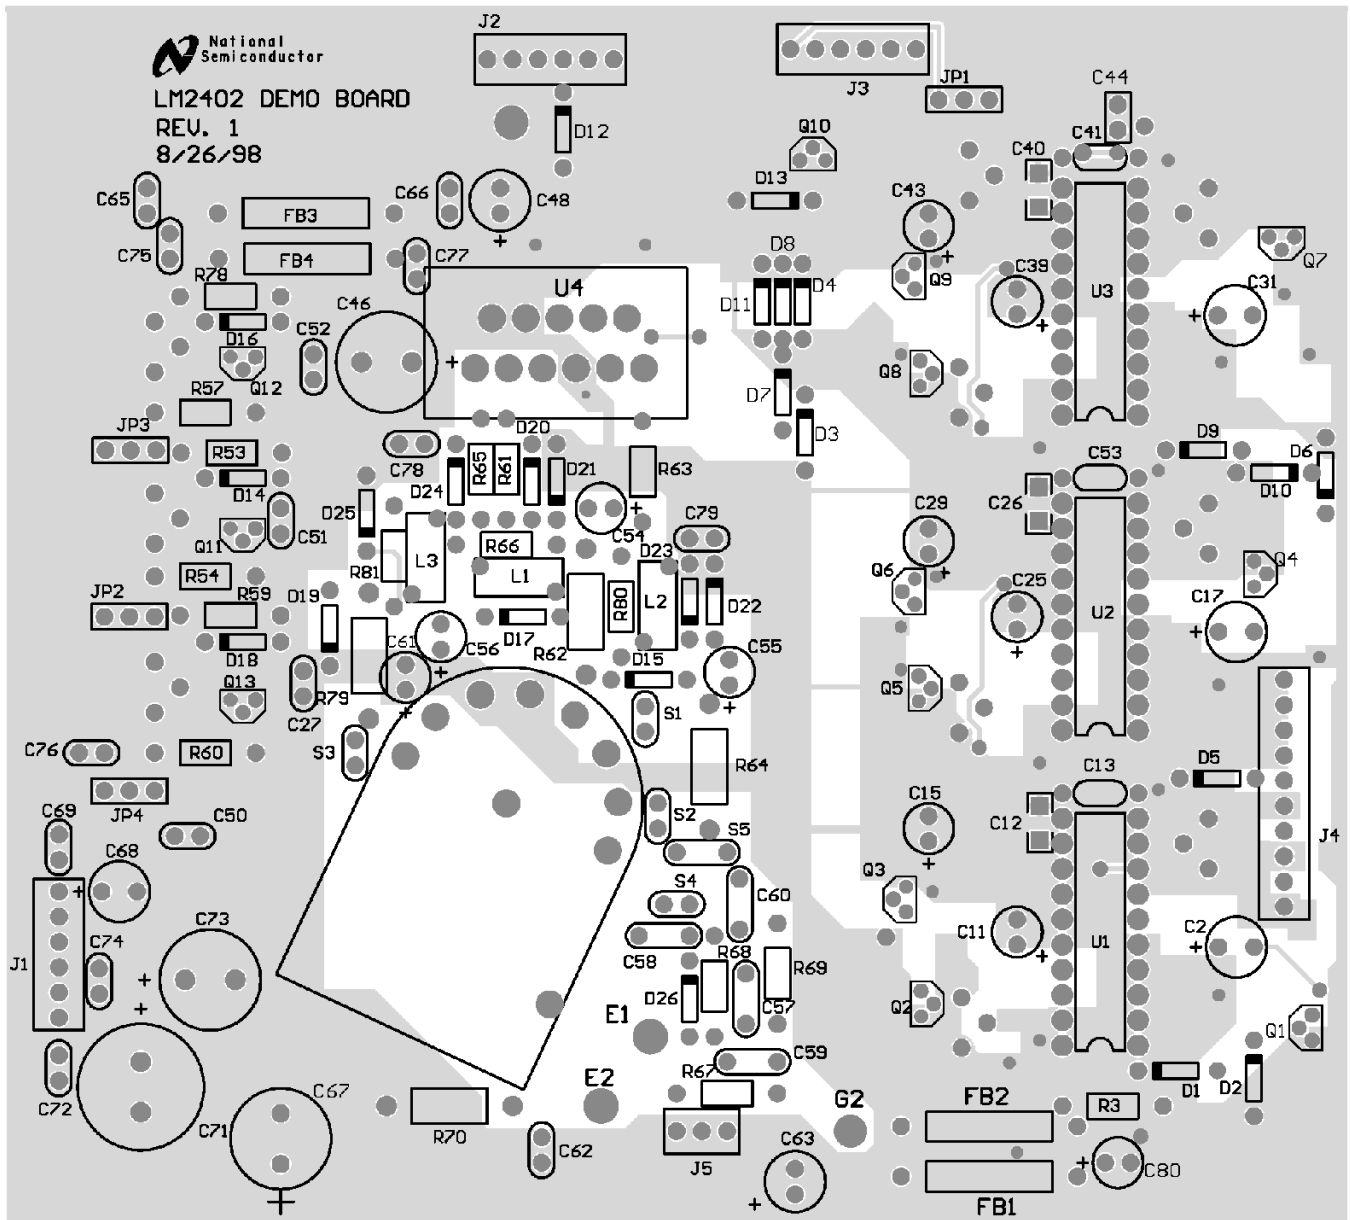 National
Semiconductor
LM2402 DEMO BOARD
REV. 1
8/26/98
J2
J3
JP1
C44
D12
Q10
C41
C40
C65
FB3
C66
C48
D13
C43
C75
FB4
C77
D8
Q7
R78
U4
D11
D4
Q9
C39
U3
C31
C46
D16
C52
Q12
R57
D7
Q8
D3
JP3
D20
D9
D6
R53
C78
R65
R61
D21
R63
C53
D10
D14
D24
C26
D25
C54
C79
C29
Q11
C51
R66
D23
L3
L1
Q6
Q4
R54
R81
C25
JP2
R59
D19
R80
L2
D22
U2
C17
D17
D18
C61
C56
R62
D15
C55
Q13
R79
Q5
C27
S1
C76
R60
S3
R64
D5
C13
JP4
C69
C50
S2
S5
C15
C12
J4
C68
Q3
S4
C60
C73
C11
C2
J1
C74
C58
R68
R69
U1
D26
C57
Q2
E1
Q1
C59
R67
C72
C67
E2
G2
FB2
D1
D2
R3
C71
R70
C62
J5
C63
C80
FB1